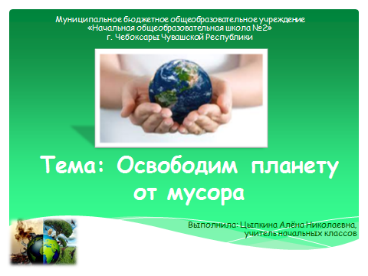 Муниципальное бюджетное общеобразовательное учреждение
«Начальная общеобразовательная школа №2»
г. Чебоксары Чувашской Республики
Тема: Освободим планету
от мусора
Выполнила: Цыпкина Алёна Николаевна,
учитель начальных классов